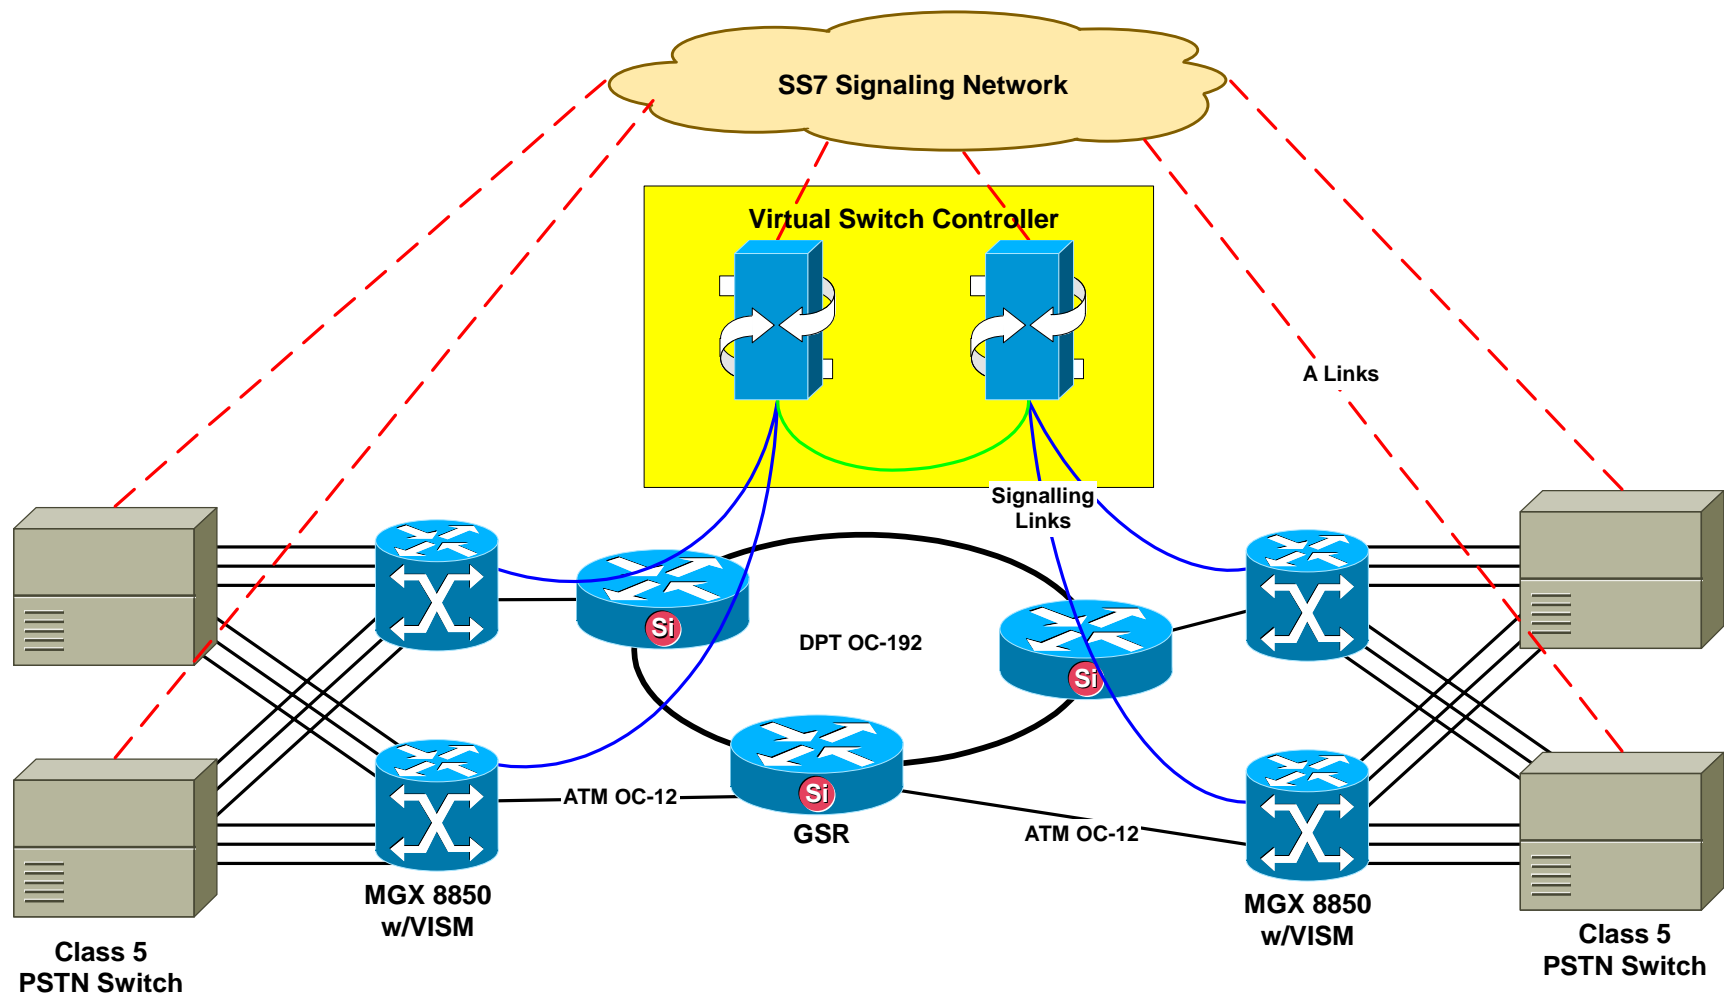 SS7 Signaling Network
Virtual Switch Controller
A Links
Signalling
Links
Si
DPT OC-192
Si
Si
ATM OC-12
GSR
ATM OC-12
MGX 8850
w/VISM
MGX 8850
w/VISM
Class 5
PSTN Switch
Class 5
PSTN Switch